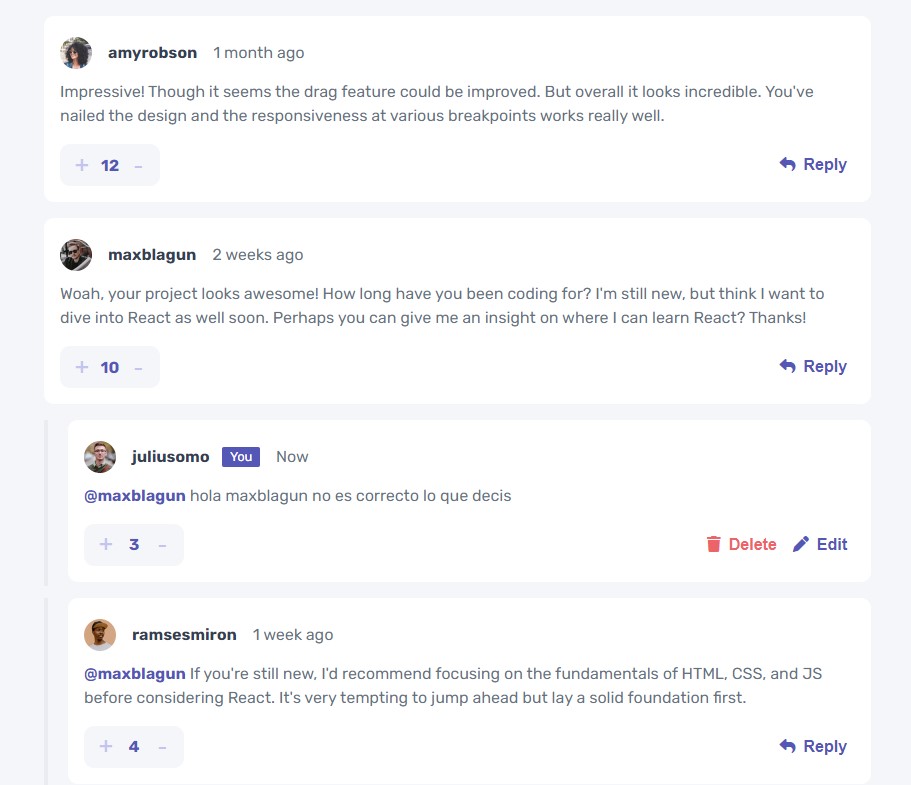 amyrobson 1 month ago
Impressive! Though it seems the drag feature could be improved. But overall it looks incredible. You've
nailed the design and the responsiveness at various breakpoints works really well.
+ 12 -
Reply
maxblagun 2 weeks ago
Woah, your project looks awesome! How long have you been coding for? I'm still new, but think I want to
dive into React as well soon. Perhaps you can give me an insight on where I can learn React? Thanks!
+ 10 -
Reply
juliusomo You Now
@maxblagun hola maxblagun no es correcto lo que decis
+ 3 -
Delete Edit
ramsesmiron 1 week ago
@maxblagun If you're still new, I'd recommend focusing on the fundamentals of HTML, CSS, and JS
before considering React. It's very tempting to jump ahead but lay a solid foundation first.
+ 4 -
Reply